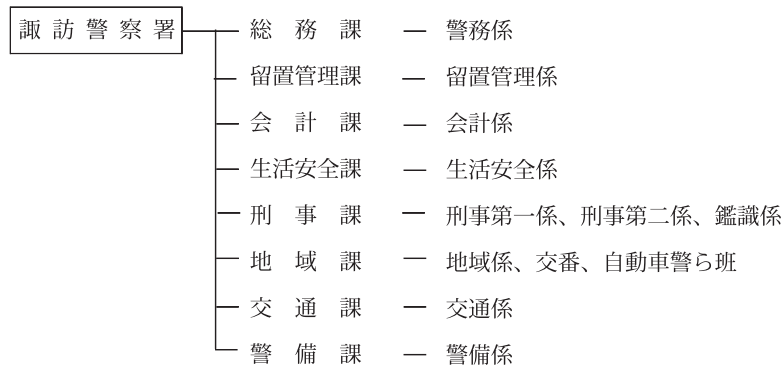 諏訪警察署 総務課 ― 警務係
留置管理課 ― 留置管理係
会計課 ― 会計係
生活安全課 ― 生活安全係
刑事課 ― 刑事第一係、刑事第二係、鑑識係
地域課 ― 地域係、交番、自動車警ら班
交通課 ― 交通係
警備課 ― 警備係